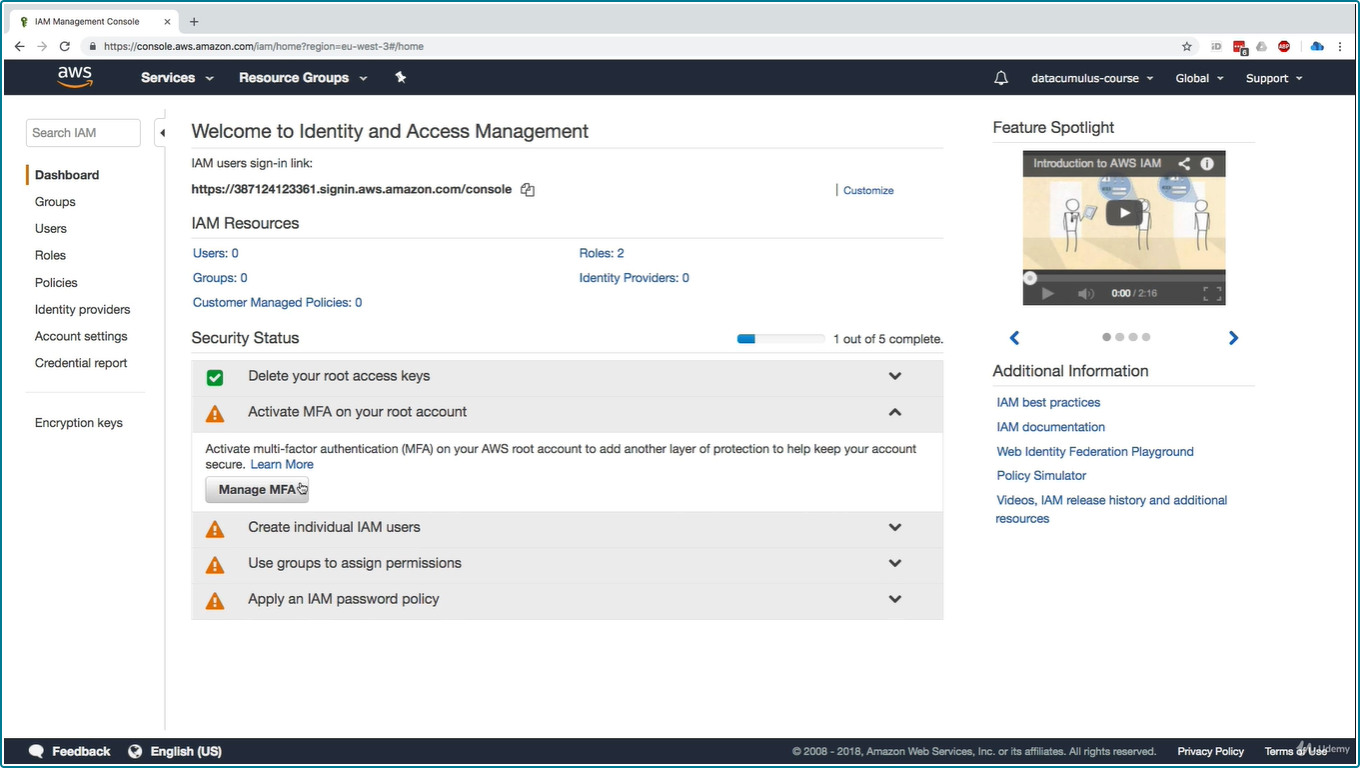 IAM Management Console
https://console.aws.amazon.com/iam/home?region=eu-west-3#/home
aws
Services
Resource Groups
datacumulus-course
Global
Support
Search IAM
Dashboard
Groups
Users
Roles
Policies
Identity providers
Account settings
Credential report
Encryption keys
Welcome to Identity and Access Management
IAM users sign-in link:
https://387124123361.signin.aws.amazon.com/console
Customize
IAM Resources
Users: 0
Roles: 2
Groups: 0
Identity Providers: 0
Customer Managed Policies: 0
Security Status
1 out of 5 complete.
Delete your root access keys
Activate MFA on your root account
Activate multi-factor authentication (MFA) on your AWS root account to add another layer of protection to help keep your account
secure. Learn More
Manage MFA
Create individual IAM users
Use groups to assign permissions
Apply an IAM password policy
Feature Spotlight
Introduction to AWS IAM
0:00 / 2:16
Additional Information
IAM best practices
IAM documentation
Web Identity Federation Playground
Policy Simulator
Videos, IAM release history and additional
resources
Feedback
English (US)
© 2008 - 2018, Amazon Web Services, Inc. or its affiliates. All rights reserved.
Privacy Policy
Terms of Use
Udemy